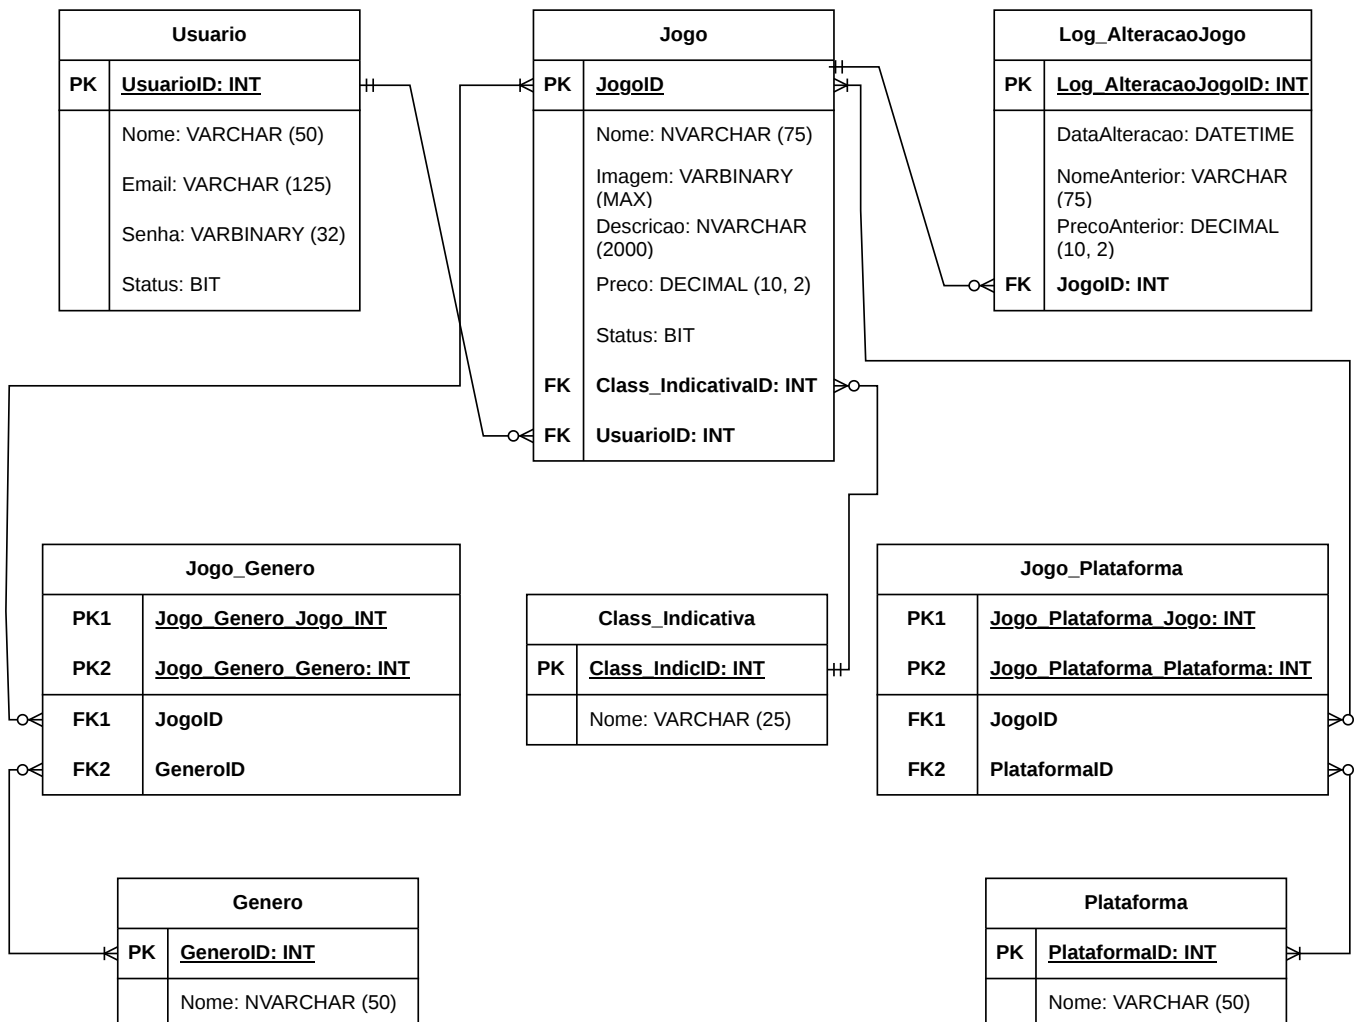 Usuario
PK UsuarioID: INT
Nome: VARCHAR (50)
Email: VARCHAR (125)
Senha: VARBINARY (32)
Status: BIT
Jogo
PK JogoID
Nome: NVARCHAR (75)
Imagem: VARBINARY
(MAX)
Descricao: NVARCHAR
(2000)
Preco: DECIMAL (10, 2)
Status: BIT
FK Class_IndicativaID: INT
FK UsuarioID: INT
Log_AlteracaoJogo
PK Log_AlteracaoJogoID: INT
DataAlteracao: DATETIME
NomeAnterior: VARCHAR
(75)
PrecoAnterior: DECIMAL
(10, 2)
FK JogoID: INT
Jogo_Genero
PK1 Jogo_Genero_Jogo_INT
PK2 Jogo_Genero_Genero: INT
FK1 JogoID
FK2 GeneroID
Class_Indicativa
PK Class_IndicID: INT
Nome: VARCHAR (25)
Jogo_Plataforma
PK1 Jogo_Plataforma_Jogo: INT
PK2 Jogo_Plataforma_Plataforma: INT
FK1 JogoID
FK2 PlataformaID
Genero
PK GeneroID: INT
Nome: NVARCHAR (50)
Plataforma
PK PlataformaID: INT
Nome: VARCHAR (50)